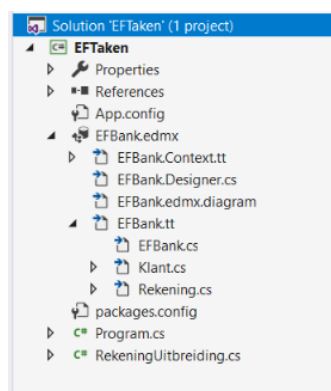 Solution 'EFTaken' (1 project)
C# EFTaken
Properties
References
App.config
EFBank.edmx
EFBank.Context.tt
EFBank.Designer.cs
EFBank.edmx.diagram
EFBank.tt
EFBank.cs
Klant.cs
Rekening.cs
packages.config
C# Program.cs
C# RekeningUitbreiding.cs